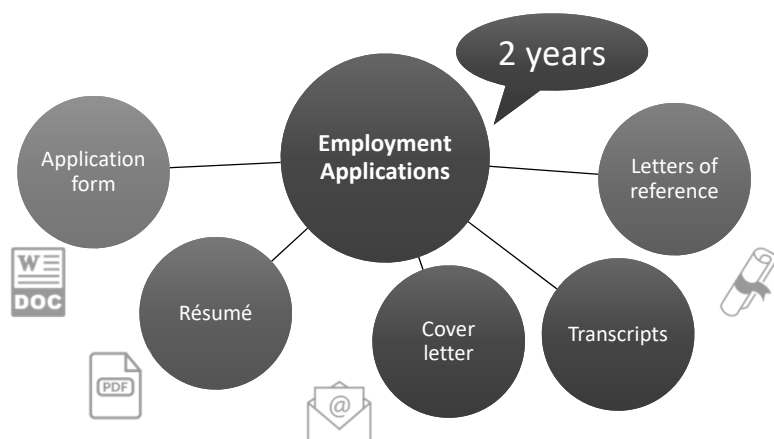 2 years
Employment
Applications
Application
form
Letters of
reference
Résumé
Cover
letter
Transcripts
W
DOC
PDF
@